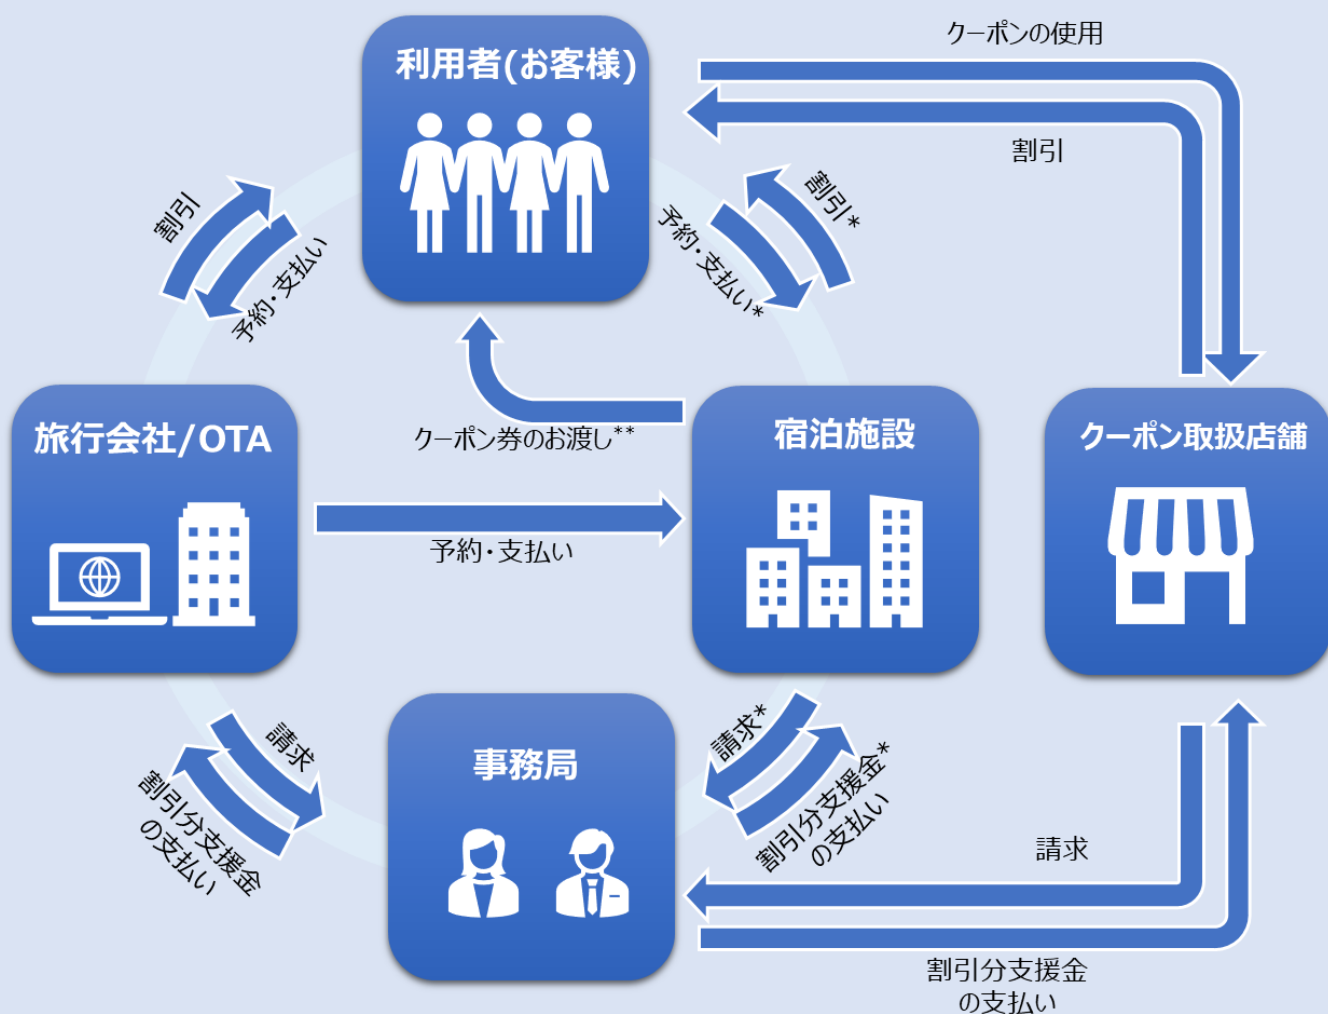 クーポンの使用
利用者(お客様)
割引
割引
予約・支払い
割引*
予約・支払い*
旅行会社/OTA
クーポン券のお渡し**
宿泊施設
クーポン取扱店舗
予約・支払い
請求
割引分支援金
の支払い
事務局
請求*
割引分支援金*
の支払い
請求
割引分支援金
の支払い